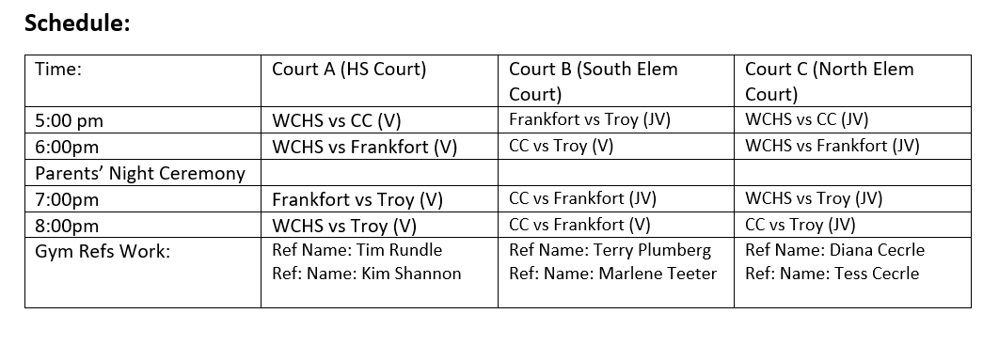 Schedule:
Time: Court A (HS Court) Court B (South Elem Court) Court C (North Elem Court)
5:00 pm WCHS vs CC (V) Frankfort vs Troy (JV) WCHS vs CC (JV)
6:00pm WCHS vs Frankfort (V) CC vs Troy (V) WCHS vs Frankfort (JV)
Parents’ Night Ceremony
7:00pm Frankfort vs Troy (V) CC vs Frankfort (JV) WCHS vs Troy (JV)
8:00pm WCHS vs Troy (V) CC vs Frankfort (V) CC vs Troy (JV)
Gym Refs Work: Ref Name: Tim Rundle Ref Name: Terry Plumberg Ref Name: Diana Cecrle
Ref: Name: Kim Shannon Ref: Name: Marlene Teeter Ref: Name: Tess Cecrle